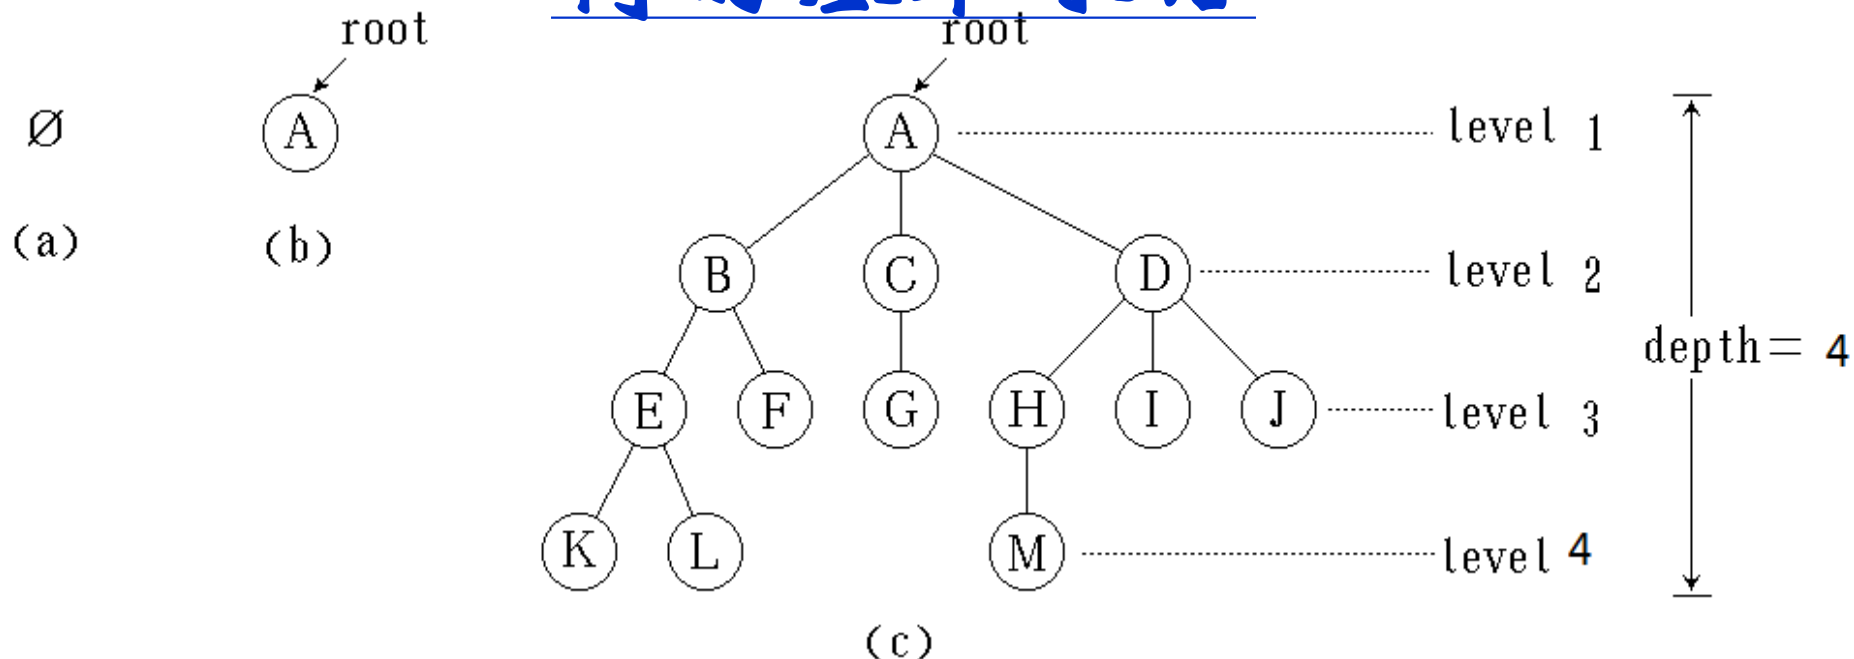 root root
Ø A A level 1
(a) (b)
B C D level 2
depth= 4
E F G H I J level 3
K L M level 4
(c)